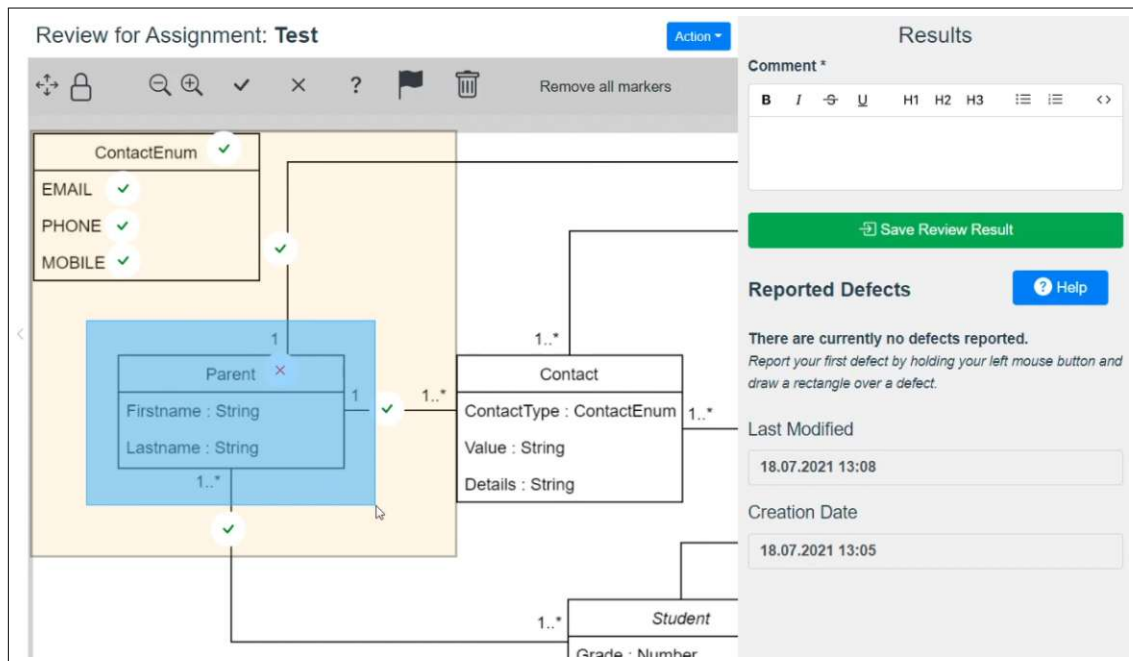 Review for Assignment: Test
Action
Remove all markers
ContactEnum
EMAIL
PHONE
MOBILE
1
Parent
Firstname : String
Lastname : String
1
1..*
1..*
1..*
Contact
ContactType : ContactEnum
Value : String
Details : String
1..*
1..*
Student
Grade : Number
Results
Comment *
B I S U H1 H2 H3 <>
Save Review Result
Reported Defects
? Help
There are currently no defects reported.
Report your first defect by holding your left mouse button and
draw a rectangle over a defect.
Last Modified
18.07.2021 13:08
Creation Date
18.07.2021 13:05